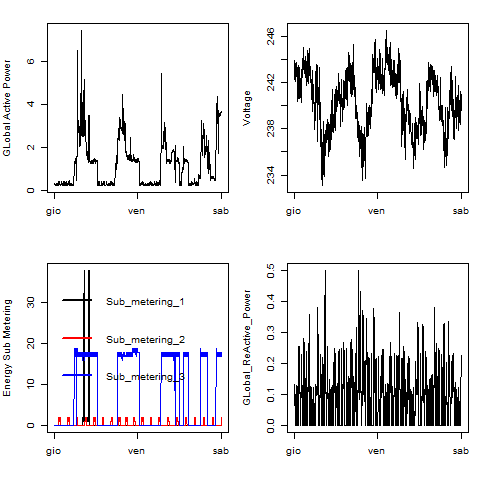 GLobal Active Power
6
4
2
0
gio ven sab
Voltage
246
242
238
234
gio ven sab
Energy Sub Metering
30
20
10
0
Sub_metering_1
Sub_metering_2
Sub_metering_3
gio ven sab
GLobal_ReActive_Power
0.5
0.4
0.3
0.2
0.1
0.0
gio ven sab